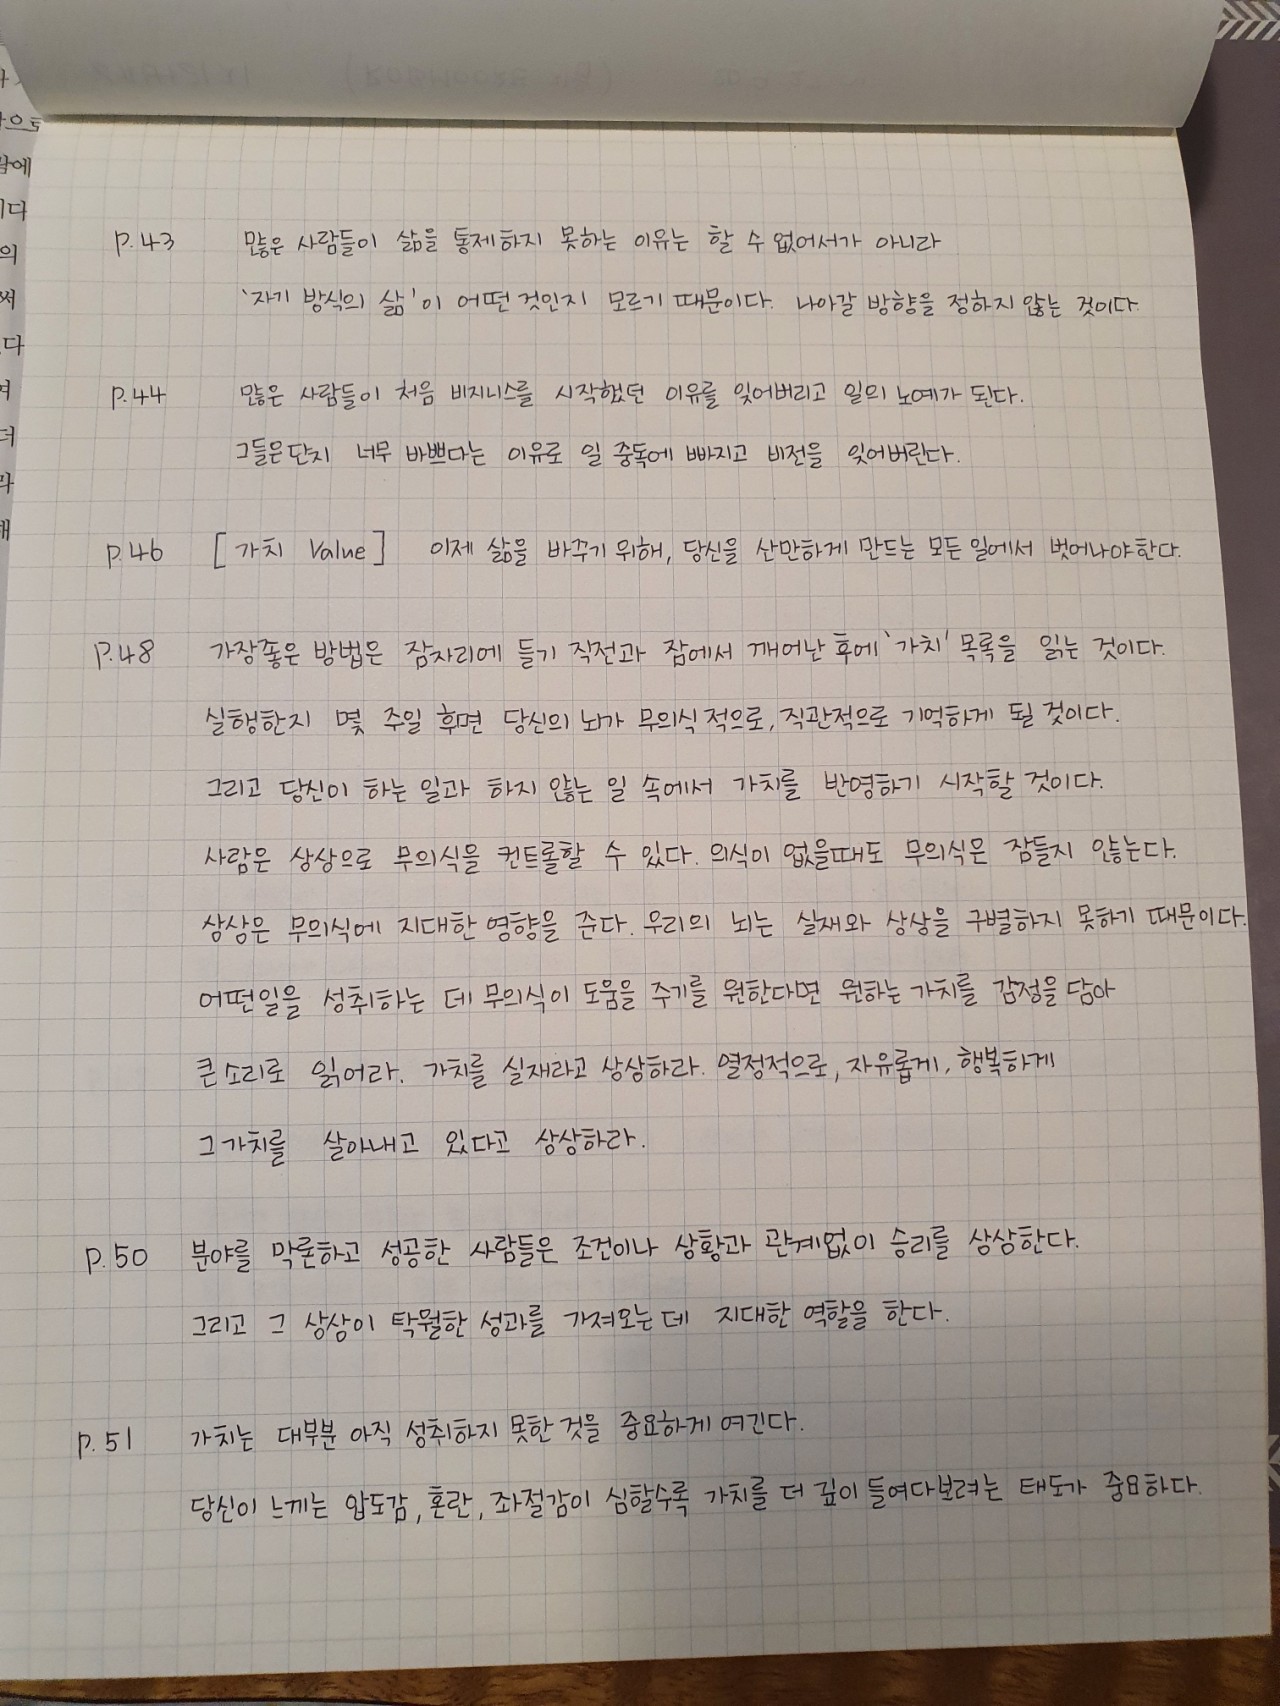 p.43 많은 사람들이 삶을 통제하지 못하는 이유는 할 수 없어서가 아니라
'자기 방식의 삶'이 어떤 것인지 모르기 때문이다. 나아갈 방향을 정하지 않는 것이다.
p.44 많은 사람들이 처음 비지니스를 시작했던 이유를 잊어버리고 일의 노예가 된다.
그들은 단지 너무 바쁘다는 이유로 일 중독에 빠지고 비전을 잊어버린다.
p.46 [가치 Value] 이제 삶을 바꾸기 위해, 당신을 산만하게 만드는 모든 일에서 벗어나야한다.
p.48 가장좋은 방법은 잠자리에 들기 직전과 잠에서 깨어난 후에 '가치' 목록을 읽는 것이다.
실행한지 몇 주일 후면 당신의 뇌가 무의식적으로, 직관적으로 기억하게 될 것이다.
그리고 당신이 하는 일과 하지 않는 일 속에서 가치를 반영하기 시작할 것이다.
사람은 상상으로 무의식을 컨트롤할 수 있다. 의식이 없을때도 무의식은 잠들지 않는다.
상상은 무의식에 지대한 영향을 준다. 우리의 뇌는 실재와 상상을 구별하지 못하기 때문이다.
어떤일을 성취하는 데 무의식이 도움을 주기를 원한다면 원하는 가치를 감정을 담아
큰소리로 읽어라. 가치를 실재라고 상상하라. 열정적으로, 자유롭게, 행복하게
그 가치를 살아내고 있다고 상상하라.
p.50 분야를 막론하고 성공한 사람들은 조건이나 상황과 관계없이 승리를 상상한다.
그리고 그 상상이 탁월한 성과를 가져오는 데 지대한 역할을 한다.
p.51 가치는 대부분 아직 성취하지 못한 것을 중요하게 여긴다.
당신이 느끼는 압도감, 혼란, 좌절감이 심할수록 가치를 더 깊이 들여다보려는 태도가 중요하다.